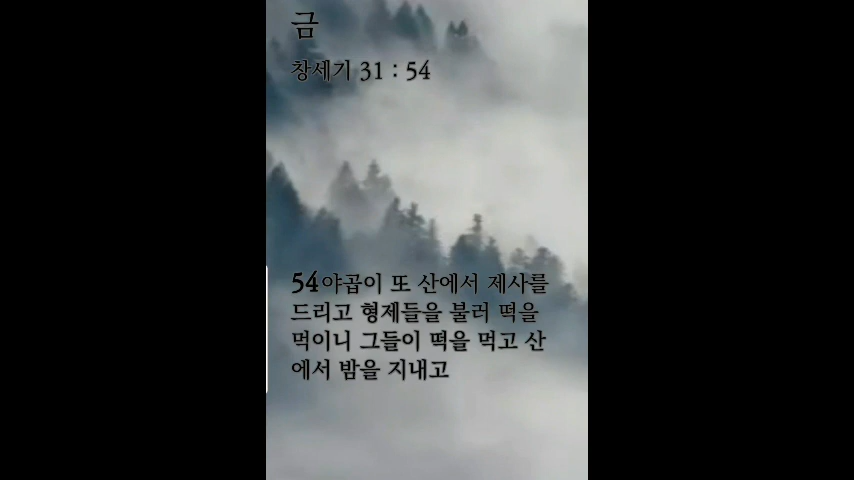 금
창세기 31 : 54
54야곱이 또 산에서 제사를
드리고 형제들을 불러 떡을
먹이니 그들이 떡을 먹고 산
에서 밤을 지내고